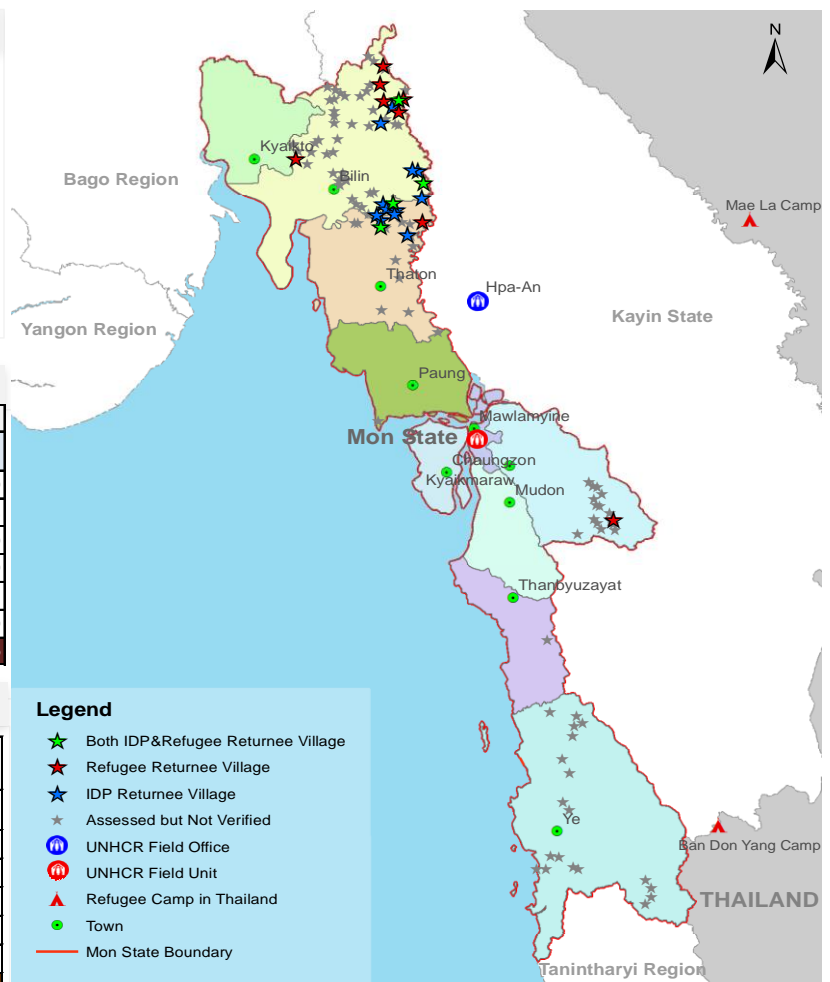 N
Kyaikto
Bilin
Bago Region
Mae La Camp
Thaton
Hpa-An
Kayin State
Yangon Region
Paung
Mawlamyine
Mon State
Chaungzon
Kyaikmaraw
Mudon
Thanbyuzayat
Ye
Ban Don Yang Camp
THAILAND
Tanintharyi Region
Legend
Both IDP&Refugee Returnee Village
Refugee Returnee Village
IDP Returnee Village
Assessed but Not Verified
UNHCR Field Office
UNHCR Field Unit
Refugee Camp in Thailand
Town
Mon State Boundary